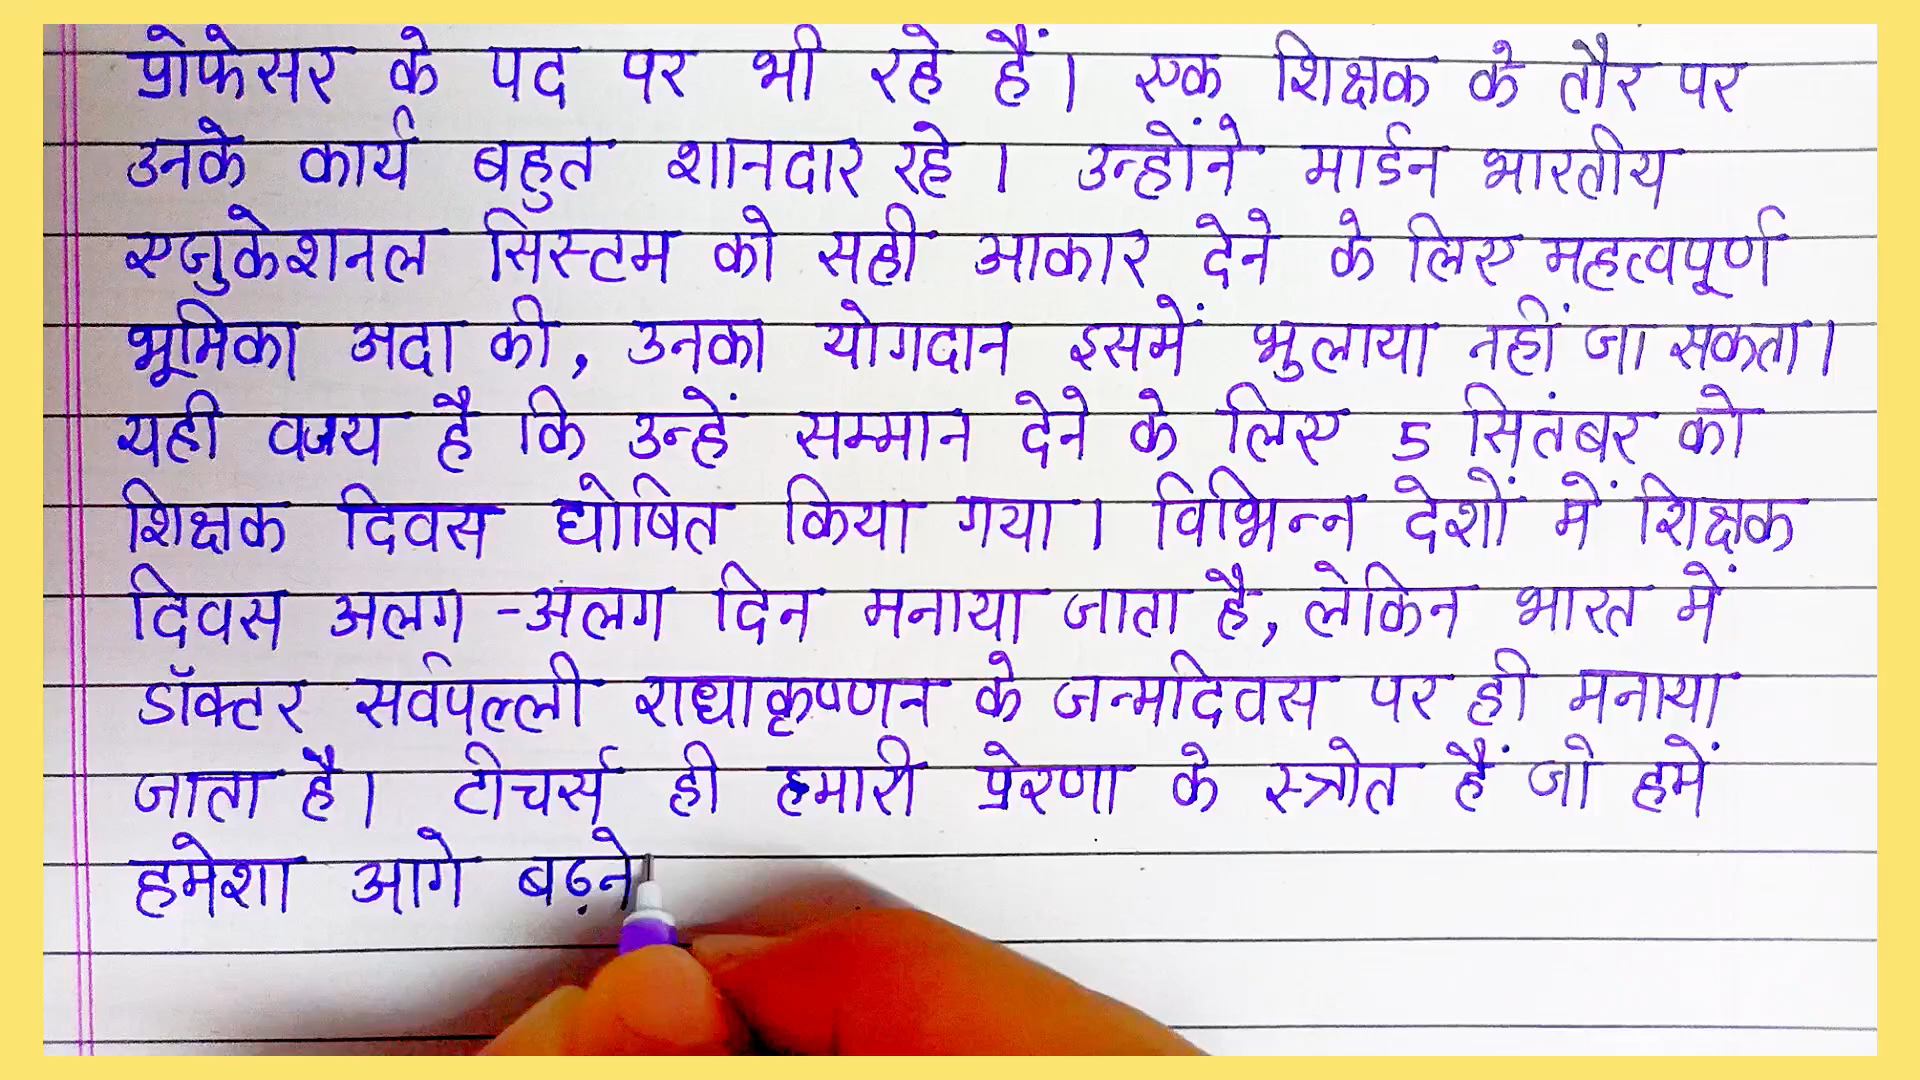 प्रोफेसर के पद पर भी रहे हैं। एक शिक्षक के तौर पर
उनके कार्य बहुत शानदार रहे। उन्होंने मार्डन भारतीय
एजुकेशनल सिस्टम को सही आकार देने के लिए महत्वपूर्ण
भूमिका अदा की, उनका योगदान इसमें भुलाया नहीं जा सकता।
यही वजय है कि उन्हें सम्मान देने के लिए 5 सितंबर को
शिक्षक दिवस घोषित किया गया। विभिन्न देशों में शिक्षक
दिवस अलग -अलग दिन मनाया जाता है, लेकिन भारत में
डॉक्टर सर्वपल्ली राधाकृष्णन के जन्मदिवस पर ही मनाया
जाता है। टीचर्स ही हमारी प्रेरणा के स्त्रोत हैं जो हमें
हमेशा आगे बढ़ने